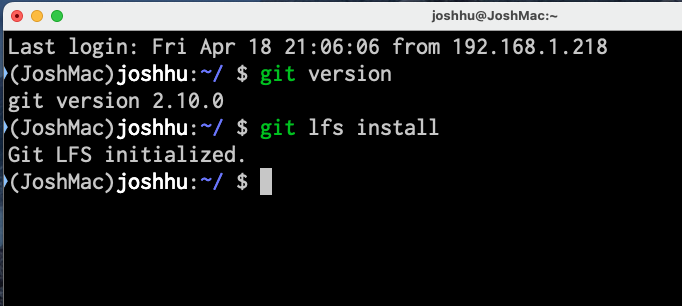 joshhu@JoshMac:~
Last login: Fri Apr 18 21:06:06 from 192.168.1.218
(JoshMac)joshhu:~/ $ git version
git version 2.10.0
(JoshMac)joshhu:~/ $ git lfs install
Git LFS initialized.
(JoshMac)joshhu:~/ $